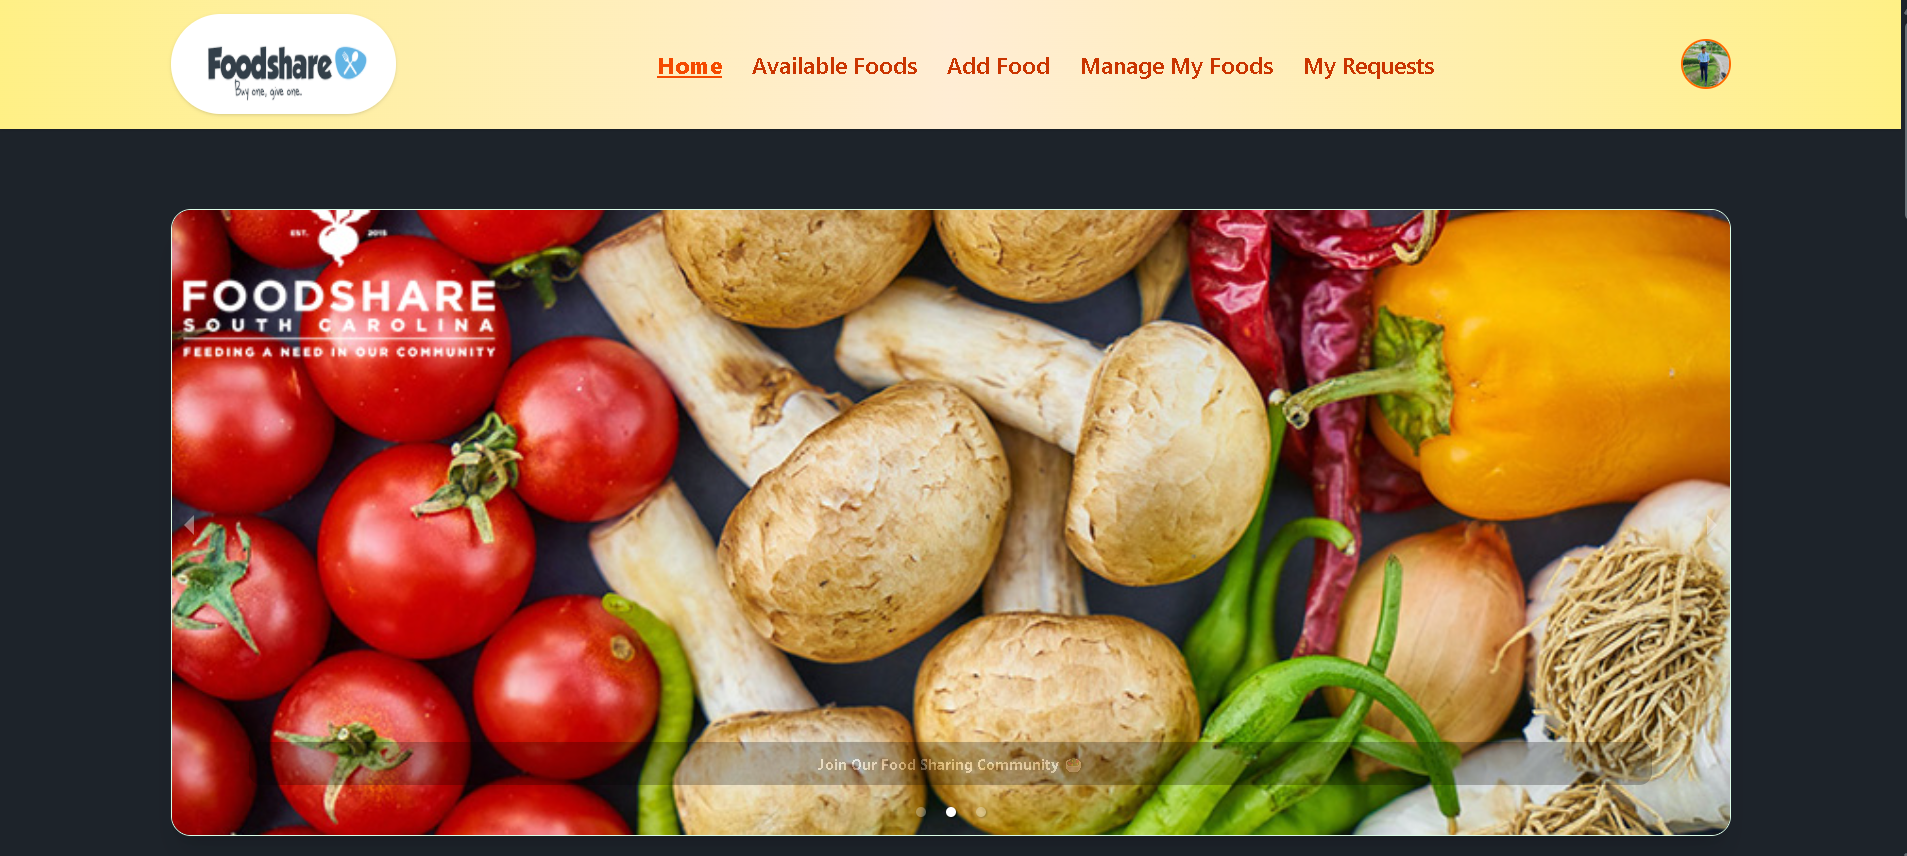 Foodshare
Buy one, give one.
Home Available Foods Add Food Manage My Foods My Requests
EST. 2015
FOODSHARE
SOUTH CAROLINA
FEEDING A NEED IN OUR COMMUNITY
Join Our Food Sharing Community